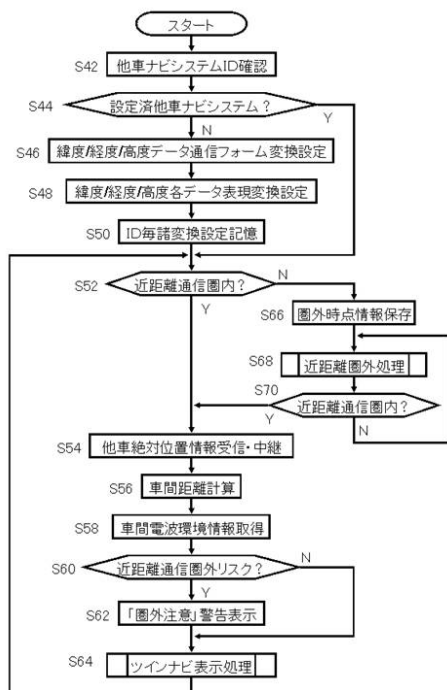 スタート
S42 他車ナビシステムID確認
S44 設定済他車ナビシステム？
Y
N
S46 緯度/経度/高度データ通信フォーム変換設定
S48 緯度/経度/高度各データ表現変換設定
S50 ID毎諸変換設定記憶
S52 近距離通信圏内？
N
Y
S66 圏外時点情報保存
S68 近距離圏外処理
S70 近距離通信圏内？
Y
N
S54 他車絶対位置情報受信・中継
S56 車間距離計算
S58 車間電波環境情報取得
S60 近距離通信圏外リスク？
N
Y
S62 「圏外注意」警告表示
S64 ツインナビ表示処理